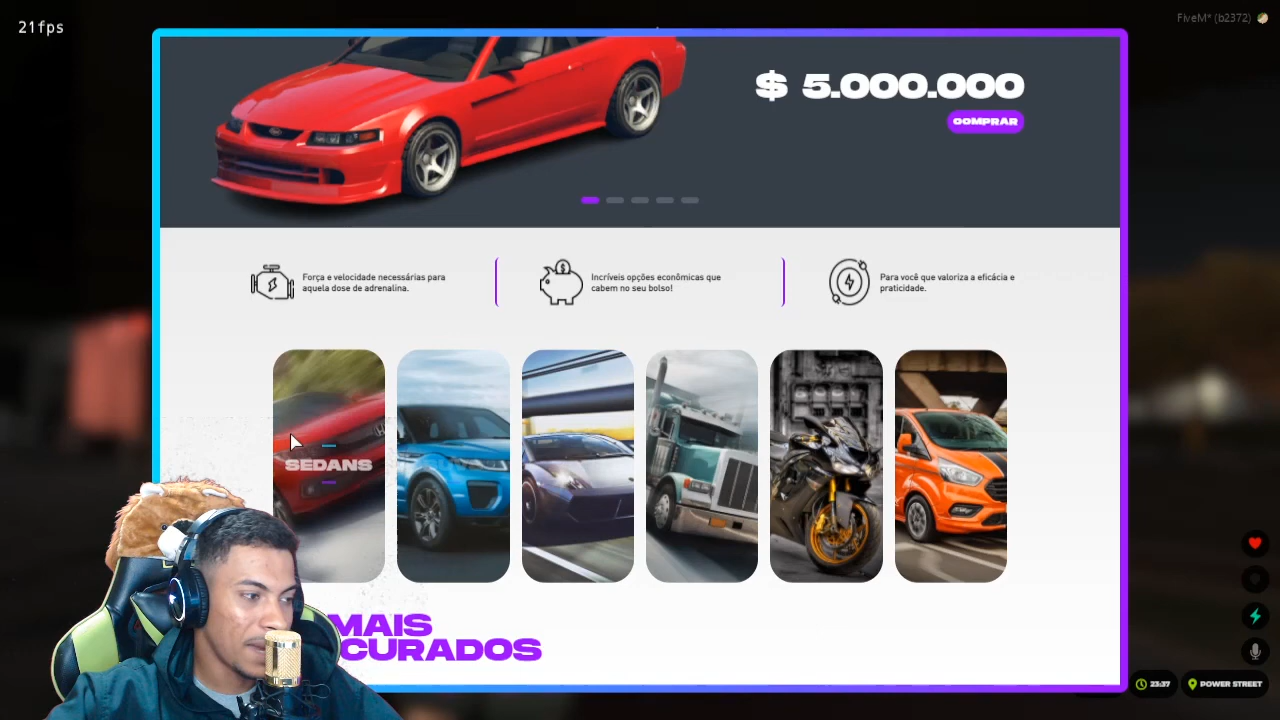 21fps
FiveM* (b2372)
$ 5.000.000
COMPRAR
Força e velocidade necessárias para
aquela dose de adrenalina.
Incríveis opções econômicas que
cabem no seu bolso!
Para você que valoriza a eficácia e
praticidade.
SEDANS
MAIS
CURADOS
23:37
POWER STREET